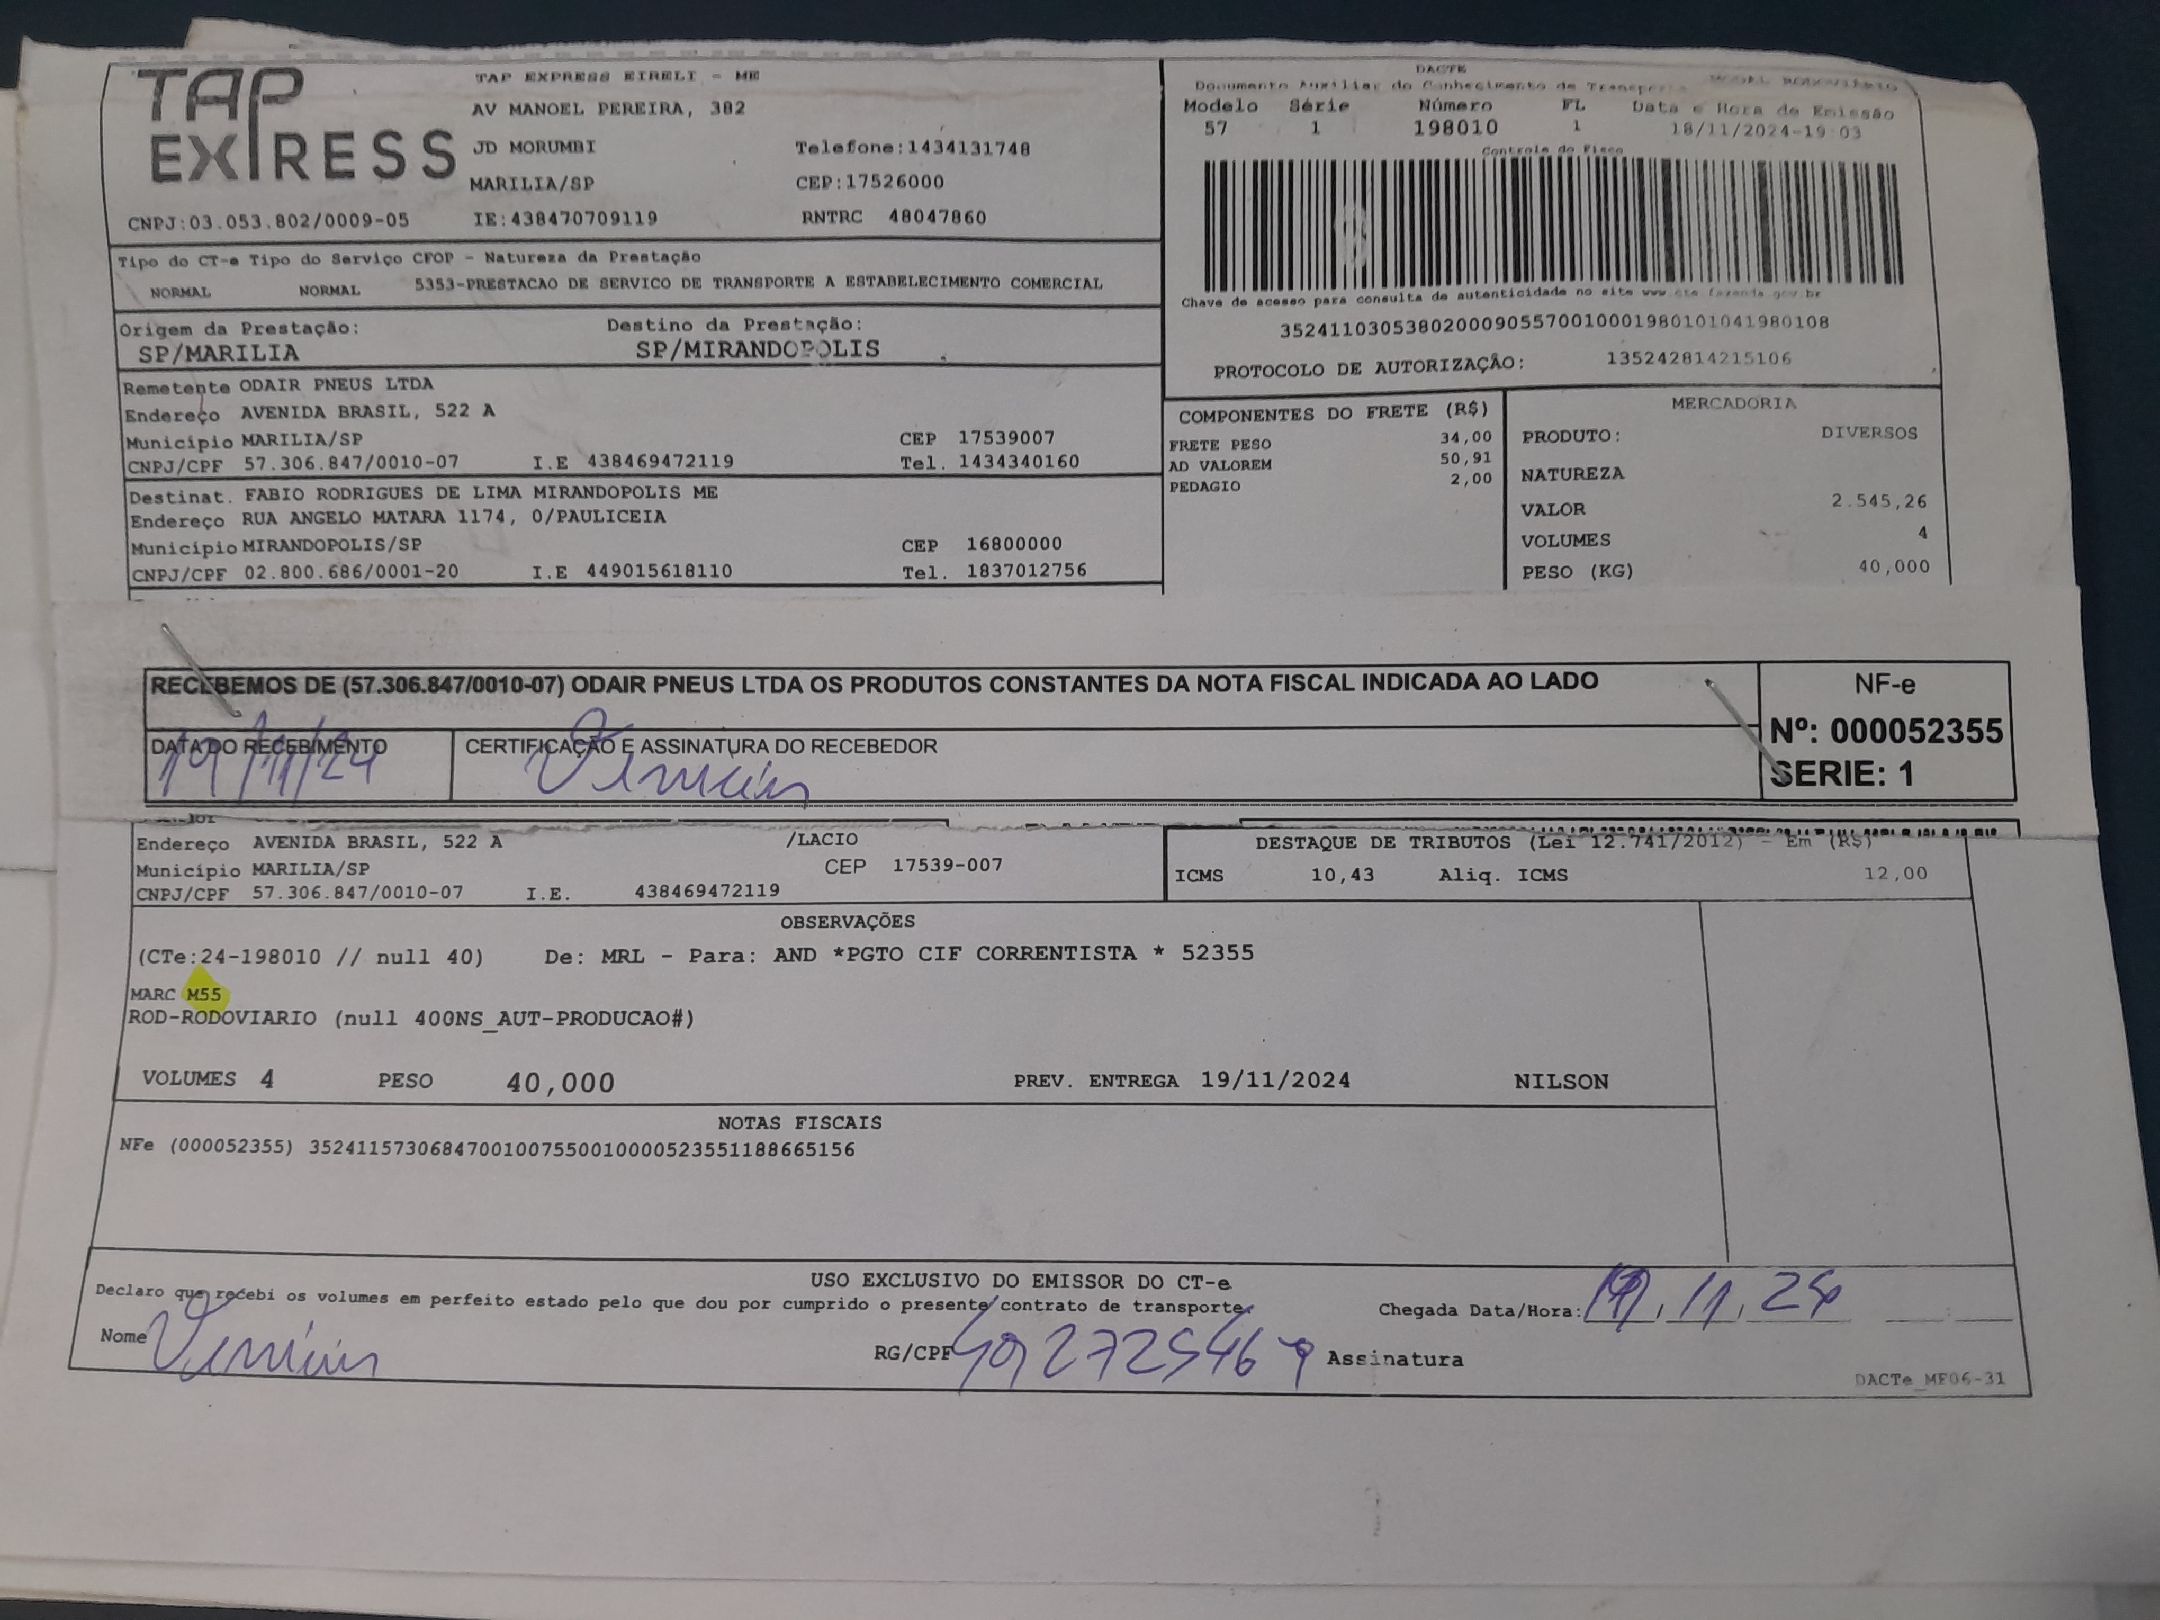 TAP EXPRESS
TAP EXPRESS EIRELI - ME
AV MANOEL PEREIRA, 382
JD MORUMBI Telefone:1434131748
MARILIA/SP CEP:17526000
CNPJ:03.053.802/0009-05 IE:438470709119 RNTRC 48047860
DACTE
Documento Auxiliar do Conhecimento de Transporte MODAL RODOVIÁRIO
Modelo Série Número FL Data e Hora de Emissão
57 1 198010 1 18/11/2024-19:03
Controle do Fisco
Chave de acesso para consulta de autenticidade no site www.cte.fazenda.gov.br
35241103053802000905570010001980101041980108
PROTOCOLO DE AUTORIZAÇÃO: 135242814215106
Tipo do CT-e Tipo do Serviço CFOP - Natureza da Prestação
NORMAL NORMAL 5353-PRESTACAO DE SERVICO DE TRANSPORTE A ESTABELECIMENTO COMERCIAL
Origem da Prestação: Destino da Prestação:
SP/MARILIA SP/MIRANDOPOLIS
Remetente ODAIR PNEUS LTDA
Endereço AVENIDA BRASIL, 522 A
Município MARILIA/SP CEP 17539007
CNPJ/CPF 57.306.847/0010-07 I.E 438469472119 Tel. 1434340160
Destinat. FABIO RODRIGUES DE LIMA MIRANDOPOLIS ME
Endereço RUA ANGELO MATARA 1174, 0/PAULICEIA
Município MIRANDOPOLIS/SP CEP 16800000
CNPJ/CPF 02.800.686/0001-20 I.E 449015618110 Tel. 1837012756
COMPONENTES DO FRETE (R$)
FRETE PESO 34,00
AD VALOREM 50,91
PEDAGIO 2,00
MERCADORIA
PRODUTO: DIVERSOS
NATUREZA
VALOR 2.545,26
VOLUMES 4
PESO (KG) 40,000
RECEBEMOS DE (57.306.847/0010-07) ODAIR PNEUS LTDA OS PRODUTOS CONSTANTES DA NOTA FISCAL INDICADA AO LADO
DATA DO RECEBIMENTO CERTIFICAÇÃO E ASSINATURA DO RECEBEDOR
19/11/24
NF-e
Nº: 000052355
SERIE: 1
Endereço AVENIDA BRASIL, 522 A /LACIO
Município MARILIA/SP CEP 17539-007
CNPJ/CPF 57.306.847/0010-07 I.E. 438469472119
DESTAQUE DE TRIBUTOS (Lei 12.741/2012) - Em (R$)
ICMS 10,43 Aliq. ICMS 12,00
OBSERVAÇÕES
(CTe:24-198010 // null 40) De: MRL - Para: AND *PGTO CIF CORRENTISTA * 52355
MARC M55
ROD-RODOVIARIO (null 400NS_AUT-PRODUCAO#)
VOLUMES 4 PESO 40,000 PREV. ENTREGA 19/11/2024 NILSON
NOTAS FISCAIS
NFe (000052355) 35241157306847001007550010000523551188665156
USO EXCLUSIVO DO EMISSOR DO CT-e
Declaro que recebi os volumes em perfeito estado pelo que dou por cumprido o presente contrato de transporte.
Chegada Data/Hora: 19, 11, 24
Nome RG/CPF Assinatura
DACTe_MF06-31